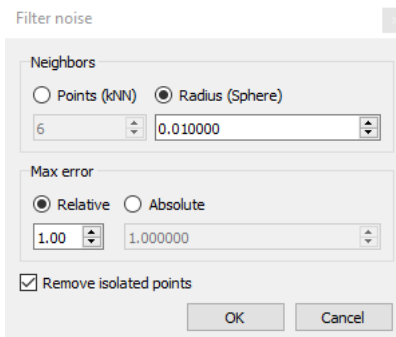 Filter noise
Neighbors
Points (kNN) Radius (Sphere)
6 0.010000
Max error
Relative Absolute
1.00 1.000000
Remove isolated points
OK Cancel